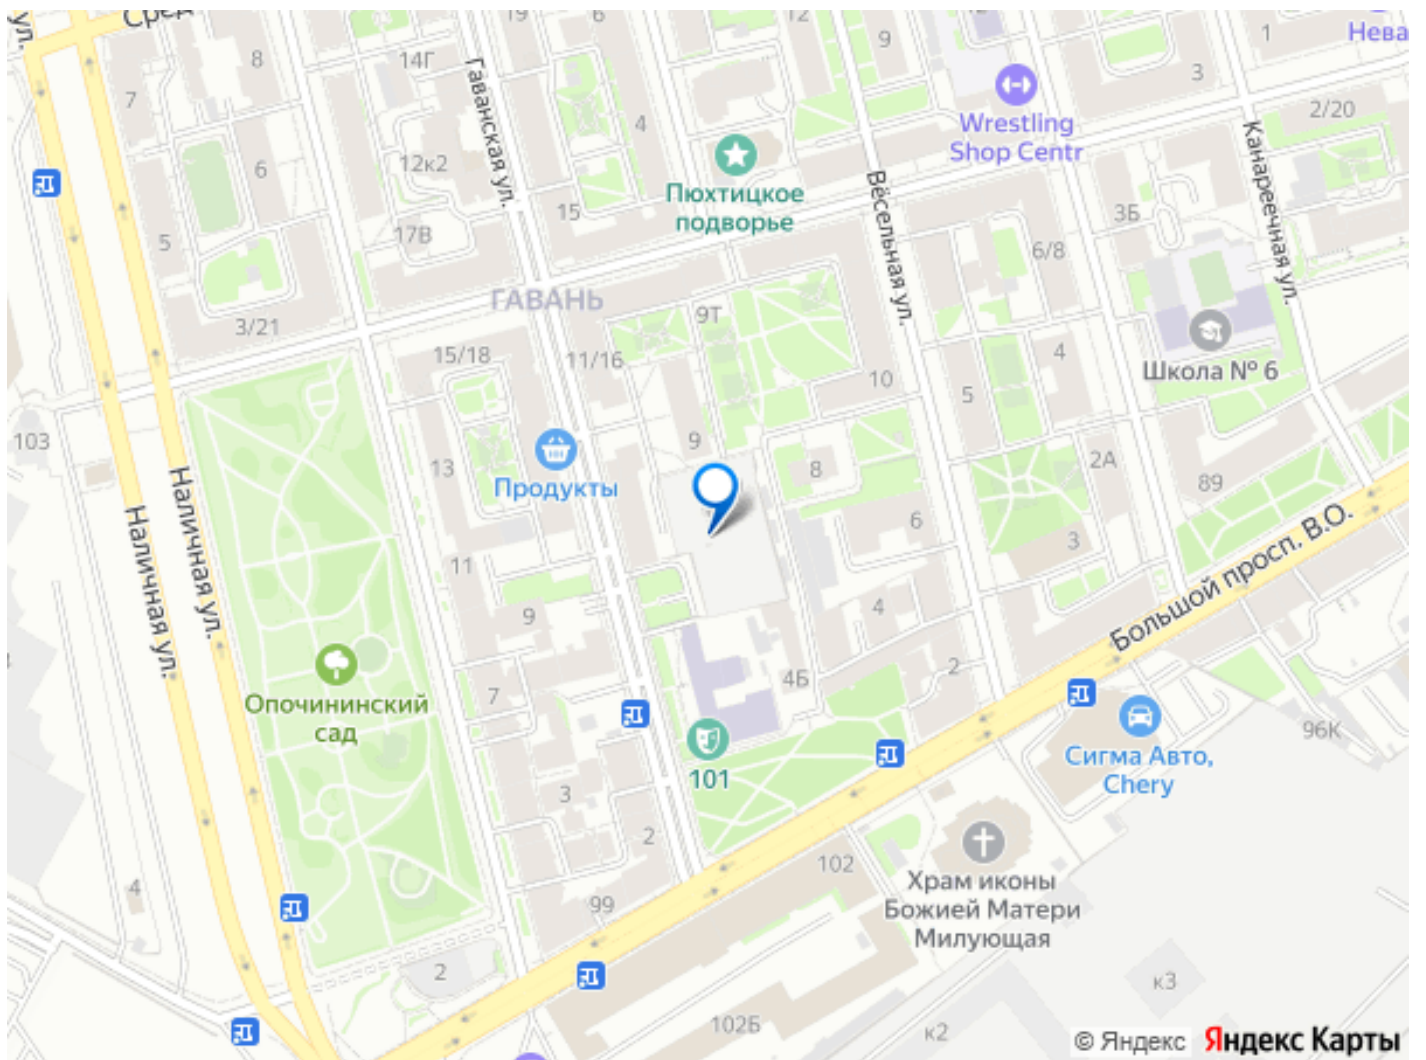 ул.
Сред
19
6
12
9
1
Нева
8
14Г
3
7
Гаванская ул.
4
Wrestling
Shop Centr
2/20
Канареечная ул.
6
12к2
Пюхтицкое
подворье
Вёсельная ул.
15
3Б
5
17В
6/8
ГАВАНЬ
9Т
3/21
15/18
11/16
4
Школа № 6
10
5
103
13
9
Продукты
8
2А
89
Наличная ул.
Наличная ул.
6
3
Большой просп. В.О.
11
9
4
Опочининский
сад
7
4Б
2
96К
101
Сигма Авто,
Chery
3
2
102
4
99
Храм иконы
Божией Матери
Милующая
2
к3
102Б
к2
© Яндекс
Яндекс Карты